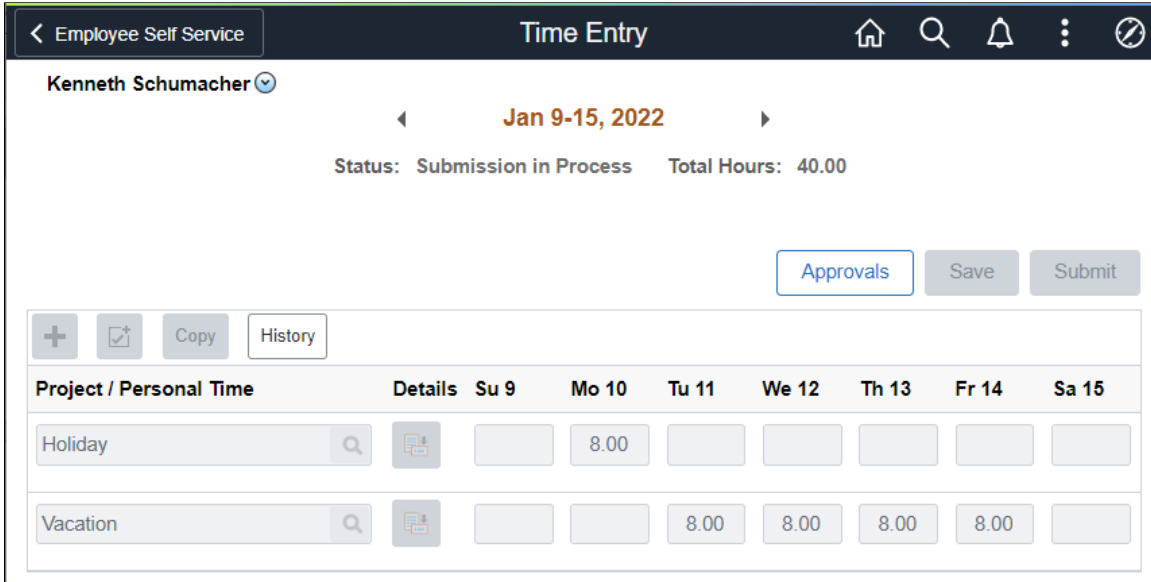 Employee Self Service Time Entry
Kenneth Schumacher
Jan 9-15, 2022
Status: Submission in Process Total Hours: 40.00
Approvals Save Submit
Copy History
Project / Personal Time Details Su 9 Mo 10 Tu 11 We 12 Th 13 Fr 14 Sa 15
Holiday 8.00
Vacation 8.00 8.00 8.00 8.00